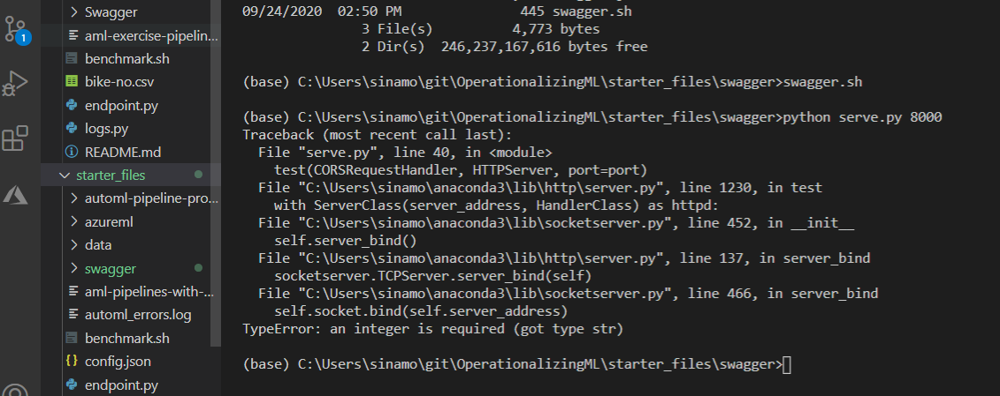 Swagger
aml-exercise-pipelin...
benchmark.sh
bike-no.csv
endpoint.py
logs.py
README.md
starter_files
automl-pipeline-pro...
azureml
data
swagger
aml-pipelines-with-...
automl_errors.log
benchmark.sh
config.json
endpoint.py
1
09/24/2020  02:50 PM               445 swagger.sh
               3 File(s)          4,773 bytes
               2 Dir(s)  246,237,167,616 bytes free
(base) C:\Users\sinamo\git\OperationalizingML\starter_files\swagger>swagger.sh
(base) C:\Users\sinamo\git\OperationalizingML\starter_files\swagger>python serve.py 8000
Traceback (most recent call last):
  File "serve.py", line 40, in <module>
    test(CORSRequestHandler, HTTPServer, port=port)
  File "C:\Users\sinamo\anaconda3\lib\http\server.py", line 1230, in test
    with ServerClass(server_address, HandlerClass) as httpd:
  File "C:\Users\sinamo\anaconda3\lib\socketserver.py", line 452, in __init__
    self.server_bind()
  File "C:\Users\sinamo\anaconda3\lib\http\server.py", line 137, in server_bind
    socketserver.TCPServer.server_bind(self)
  File "C:\Users\sinamo\anaconda3\lib\socketserver.py", line 466, in server_bind
    self.socket.bind(self.server_address)
TypeError: an integer is required (got type str)
(base) C:\Users\sinamo\git\OperationalizingML\starter_files\swagger>